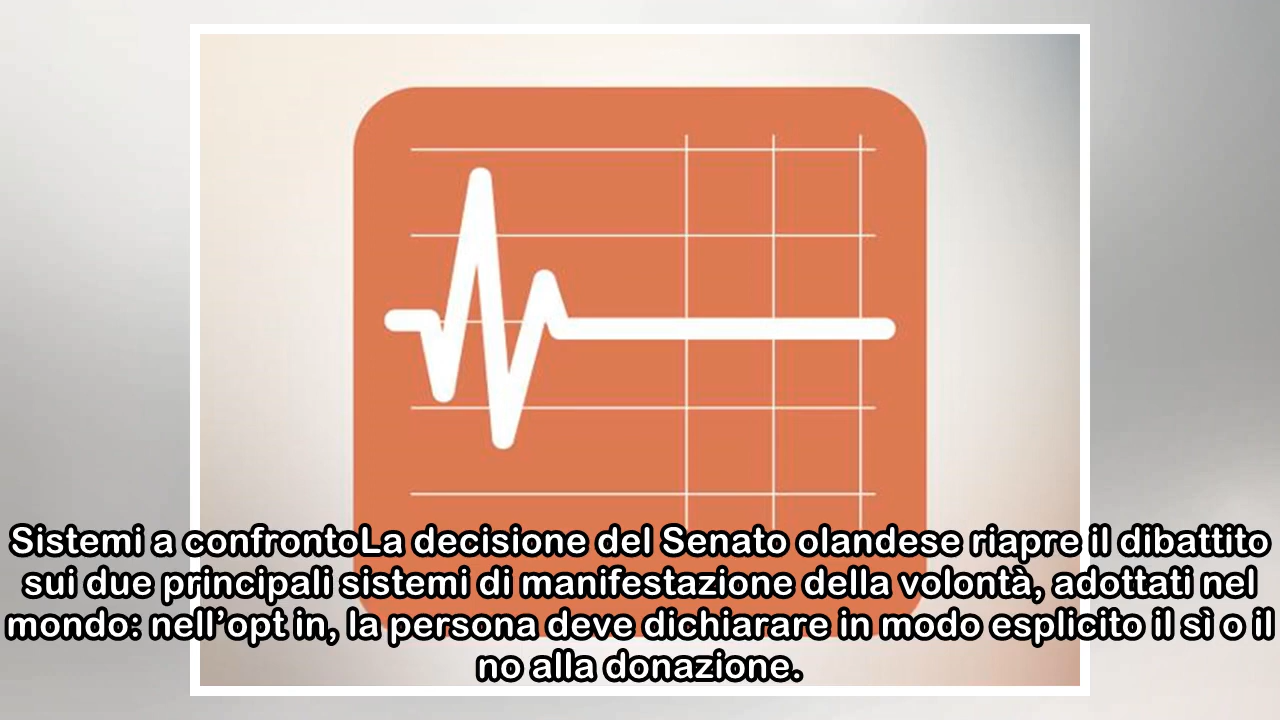 Sistemi a confrontoLa decisione del Senato olandese riapre il dibattito
sui due principali sistemi di manifestazione della volontà, adottati nel
mondo: nell’opt in, la persona deve dichiarare in modo esplicito il sì o il
no alla donazione.